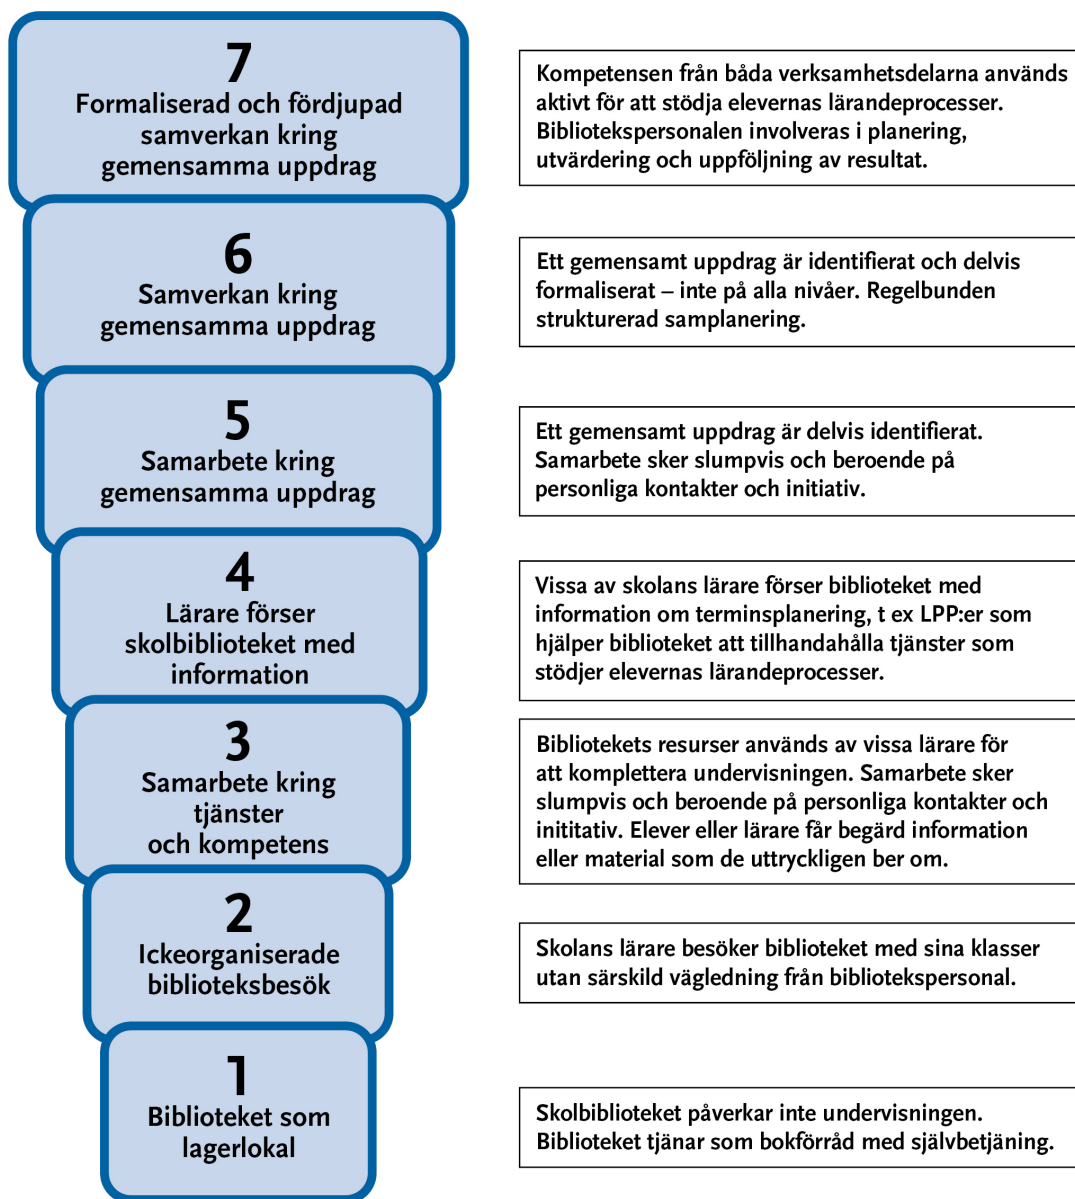 7
Formaliserad och fördjupad
samverkan kring
gemensamma uppdrag
Kompetensen från båda verksamhetsdelarna används
aktivt för att stödja elevernas lärandeprocesser.
Bibliotekspersonalen involveras i planering,
utvärdering och uppföljning av resultat.
6
Samverkan kring
gemensamma uppdrag
Ett gemensamt uppdrag är identifierat och delvis
formaliserat – inte på alla nivåer. Regelbunden
strukturerad samplanering.
5
Samarbete kring
gemensamma uppdrag
Ett gemensamt uppdrag är delvis identifierat.
Samarbete sker slumpvis och beroende på
personliga kontakter och initiativ.
4
Lärare förser
skolbiblioteket med
information
Vissa av skolans lärare förser biblioteket med
information om terminsplanering, t ex LPP:er som
hjälper biblioteket att tillhandahålla tjänster som
stödjer elevernas lärandeprocesser.
3
Samarbete kring
tjänster
och kompetens
Bibliotekets resurser används av vissa lärare för
att komplettera undervisningen. Samarbete sker
slumpvis och beroende på personliga kontakter och
inititativ. Elever eller lärare får begärd information
eller material som de uttryckligen ber om.
2
Ickeorganiserade
biblioteksbesök
Skolans lärare besöker biblioteket med sina klasser
utan särskild vägledning från bibliotekspersonal.
1
Biblioteket som
lagerlokal
Skolbiblioteket påverkar inte undervisningen.
Biblioteket tjänar som bokförråd med självbetjäning.